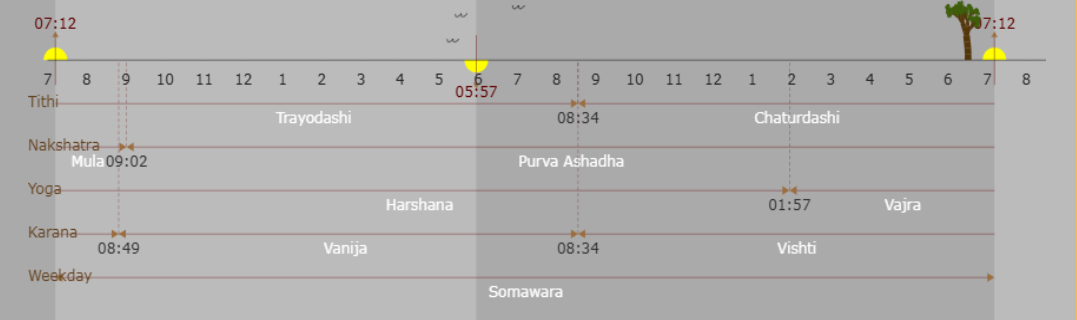 07:12 07:12
7 8 9 10 11 12 1 2 3 4 5 6 7 8 9 10 11 12 1 2 3 4 5 6 7 8
05:57
Tithi
Trayodashi 08:34 Chaturdashi
Nakshatra
Mula 09:02 Purva Ashadha
Yoga
Harshana 01:57 Vajra
Karana
08:49 Vanija 08:34 Vishti
Weekday
Somawara